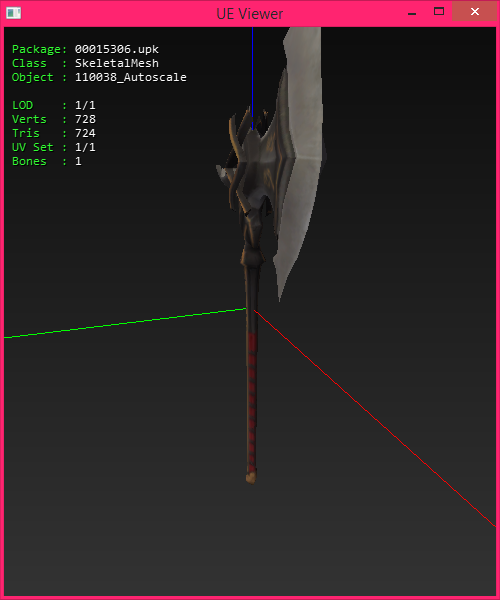 UE Viewer
Package: 00015306.upk
Class : SkeletalMesh
Object : 110038_Autoscale
LOD : 1/1
Verts : 728
Tris : 724
UV Set : 1/1
Bones : 1